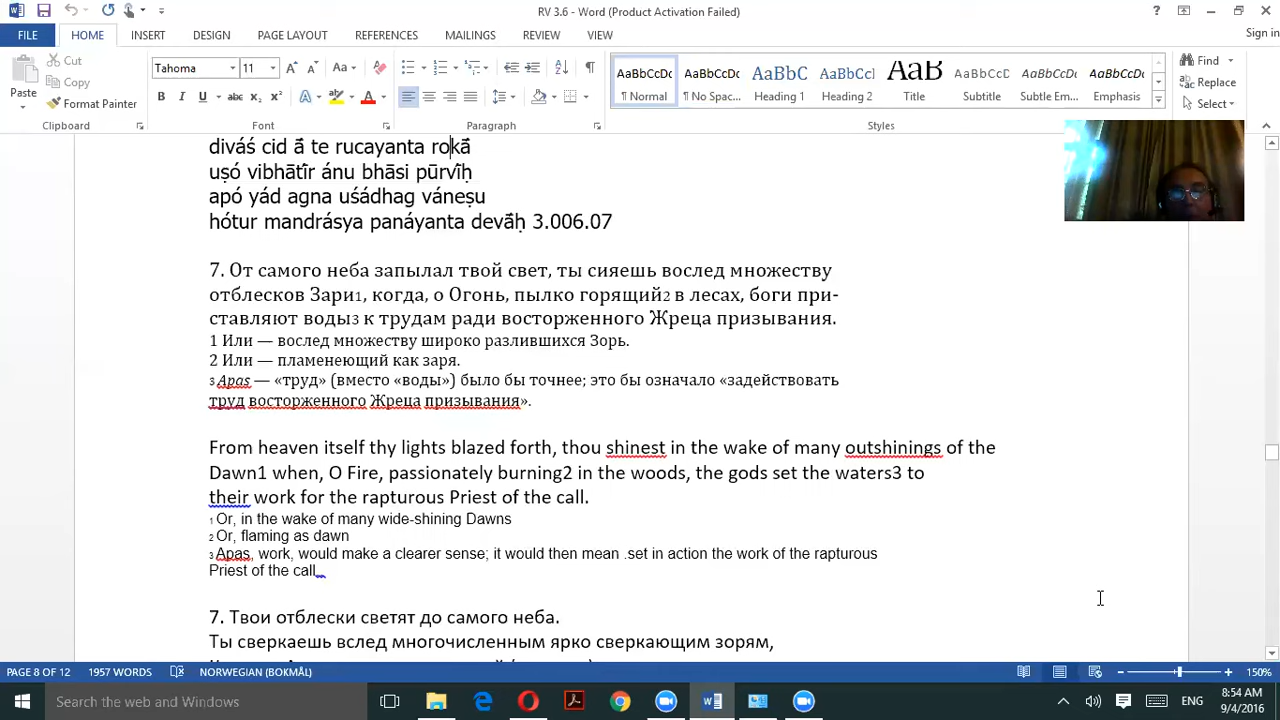 RV 3.6 - Word (Product Activation Failed)
FILE HOME INSERT DESIGN PAGE LAYOUT REFERENCES MAILINGS REVIEW VIEW Sign in
Cut
Copy
Format Painter
Paste
Tahoma 11
AaBbCcDc AaBbCcDc AaBbC AaBbCc AaB AaBbCcC AaBbCcDc AaBbCcDc
¶ Normal ¶ No Spac... Heading 1 Heading 2 Title Subtitle Subtle Em... Emphasis
Find
Replace
Select
Clipboard Font Paragraph Styles
diváś cid ā́ te rucayanta rokā́
uṣó vibhātī́r ánu bhāsi pūrvī́ḥ
apó yád agna uśádhag váneṣu
hótur mandrásya panáyanta devā́ḥ 3.006.07
7. От самого неба запылал твой свет, ты сияешь вослед множеству
отблесков Зари1, когда, о Огонь, пылко горящий2 в лесах, боги при-
ставляют воды3 к трудам ради восторженного Жреца призывания.
1 Или — вослед множеству широко разлившихся Зорь.
2 Или — пламенеющий как заря.
3 Apas — «труд» (вместо «воды») было бы точнее; это бы означало «задействовать
труд восторженного Жреца призывания».
From heaven itself thy lights blazed forth, thou shinest in the wake of many outshinings of the
Dawn1 when, O Fire, passionately burning2 in the woods, the gods set the waters3 to
their work for the rapturous Priest of the call.
1 Or, in the wake of many wide-shining Dawns
2 Or, flaming as dawn
3 Apas, work, would make a clearer sense; it would then mean .set in action the work of the rapturous
Priest of the call..
7. Твои отблески светят до самого неба.
Ты сверкаешь вслед многочисленным ярко сверкающим зорям,
PAGE 8 OF 12 1957 WORDS NORWEGIAN (BOKMÅL) 150%
Search the web and Windows
ENG
8:54 AM
9/4/2016